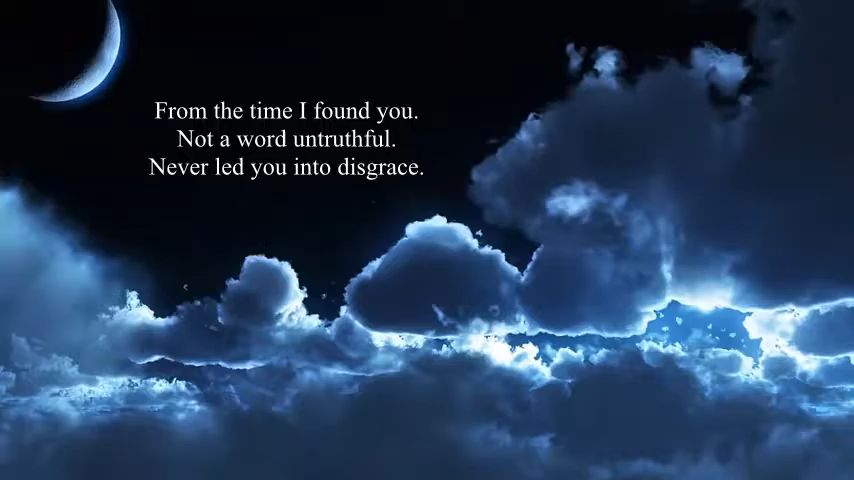 From the time I found you.
Not a word untruthful.
Never led you into disgrace.